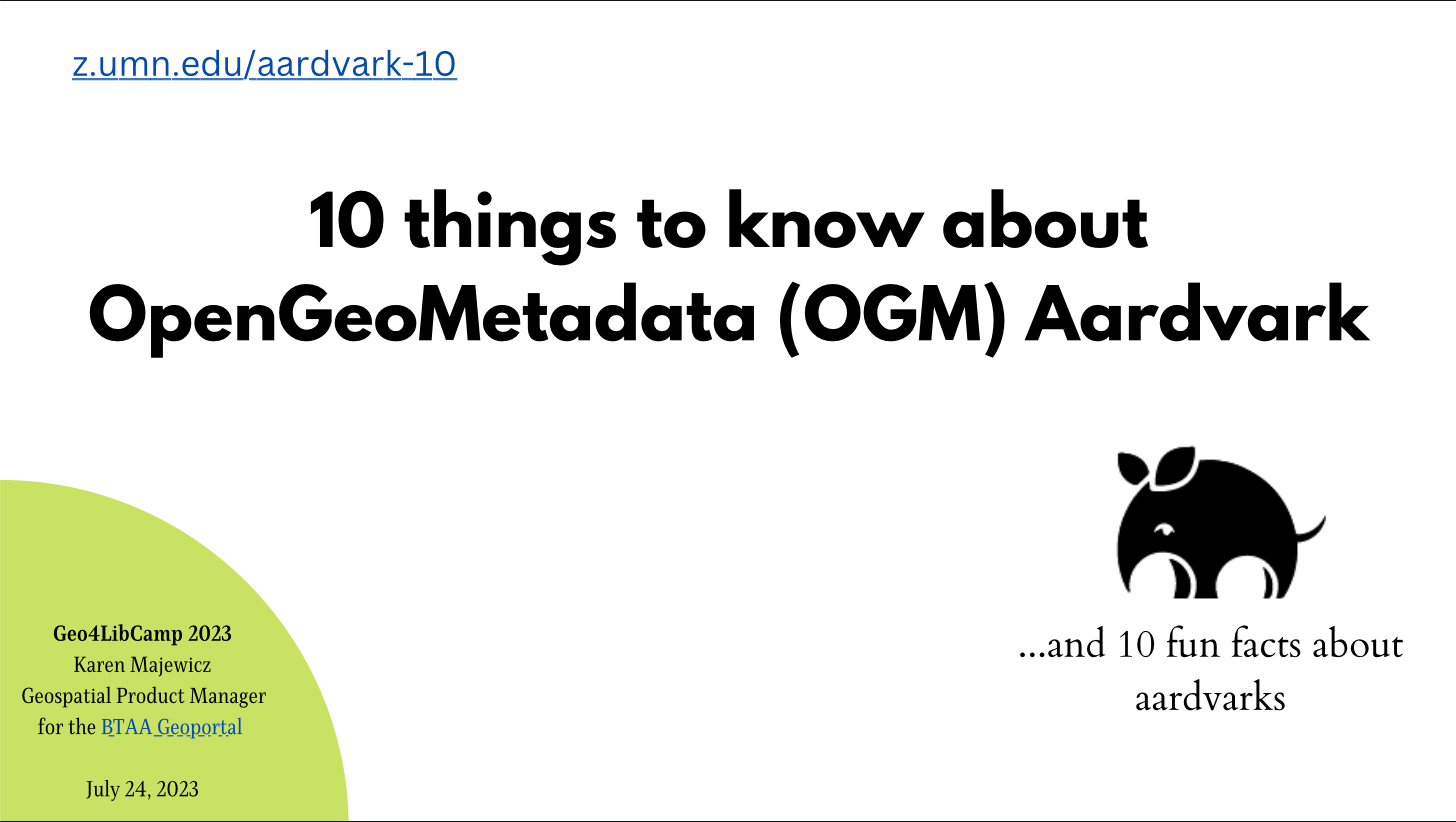 z.umn.edu/aardvark-10
10 things to know about
OpenGeoMetadata (OGM) Aardvark
...and 10 fun facts about
aardvarks
Geo4LibCamp 2023
Karen Majewicz
Geospatial Product Manager
for the BTAA Geoportal
July 24, 2023